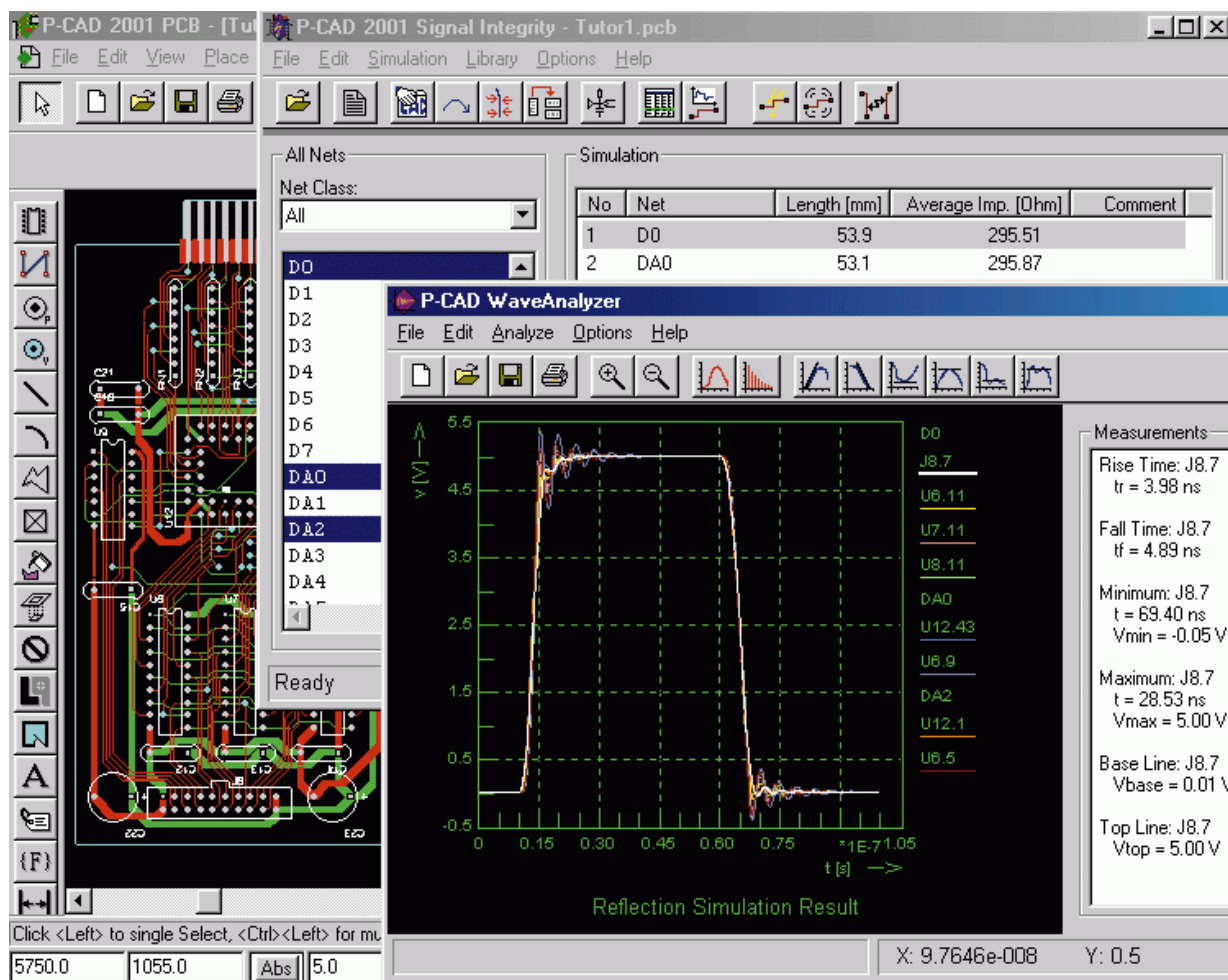 P-CAD 2001 PCB - [Tut
File Edit View Place
P-CAD 2001 Signal Integrity - Tutor1.pcb
File Edit Simulation Library Options Help
All Nets
Net Class:
All
D0
D1
D2
D3
D4
D5
D6
D7
DA0
DA1
DA2
DA3
DA4
Ready
Simulation
No Net Length [mm] Average Imp. [Ohm] Comment
1 D0 53.9 295.51
2 DA0 53.1 295.87
P-CAD WaveAnalyzer
File Edit Analyze Options Help
5.5
4.5
3.5
2.5
1.5
0.5
-0.5
v [V]
0 0.15 0.30 0.45 0.60 0.75 *1E-7 1.05
t [s]
Reflection Simulation Result
D0
J8.7
U6.11
U7.11
U8.11
DA0
U12.43
U6.9
DA2
U12.1
U6.5
Measurements
Rise Time: J8.7
tr = 3.98 ns
Fall Time: J8.7
tf = 4.89 ns
Minimum: J8.7
t = 69.40 ns
Vmin = -0.05 V
Maximum: J8.7
t = 28.53 ns
Vmax = 5.00 V
Base Line: J8.7
Vbase = 0.01 V
Top Line: J8.7
Vtop = 5.00 V
X: 9.7646e-008 Y: 0.5
A
{F}
C21
C15
C12
C13
J8
C22
C23
Click <Left> to single Select, <Ctrl><Left> for mu
5750.0 1055.0 Abs 5.0